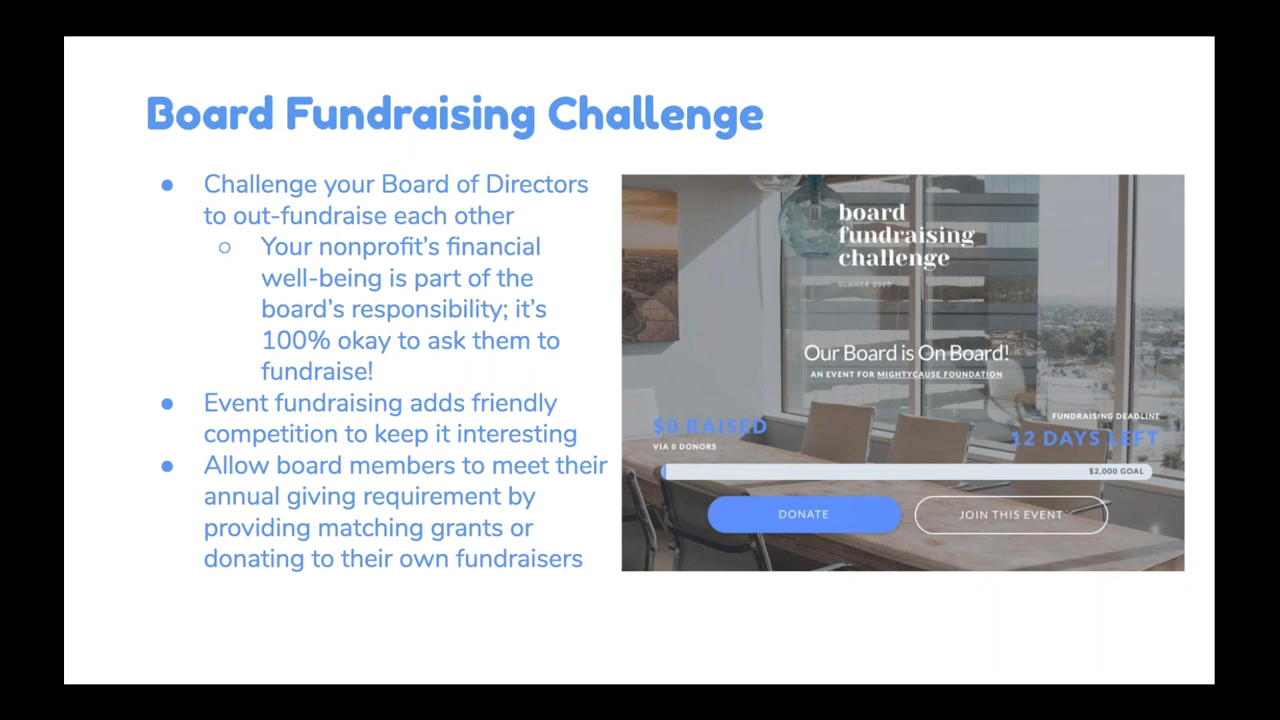 Board Fundraising Challenge
● Challenge your Board of Directors
to out-fundraise each other
○ Your nonprofit's financial
well-being is part of the
board's responsibility; it's
100% okay to ask them to
fundraise!
● Event fundraising adds friendly
competition to keep it interesting
● Allow board members to meet their
annual giving requirement by
providing matching grants or
donating to their own fundraisers
board
fundraising
challenge
SUMMER 2020
Our Board is On Board!
AN EVENT FOR MIGHTYCAUSE FOUNDATION
$0 RAISED
VIA 0 DONORS
FUNDRAISING DEADLINE
12 DAYS LEFT
$2,000 GOAL
DONATE
JOIN THIS EVENT